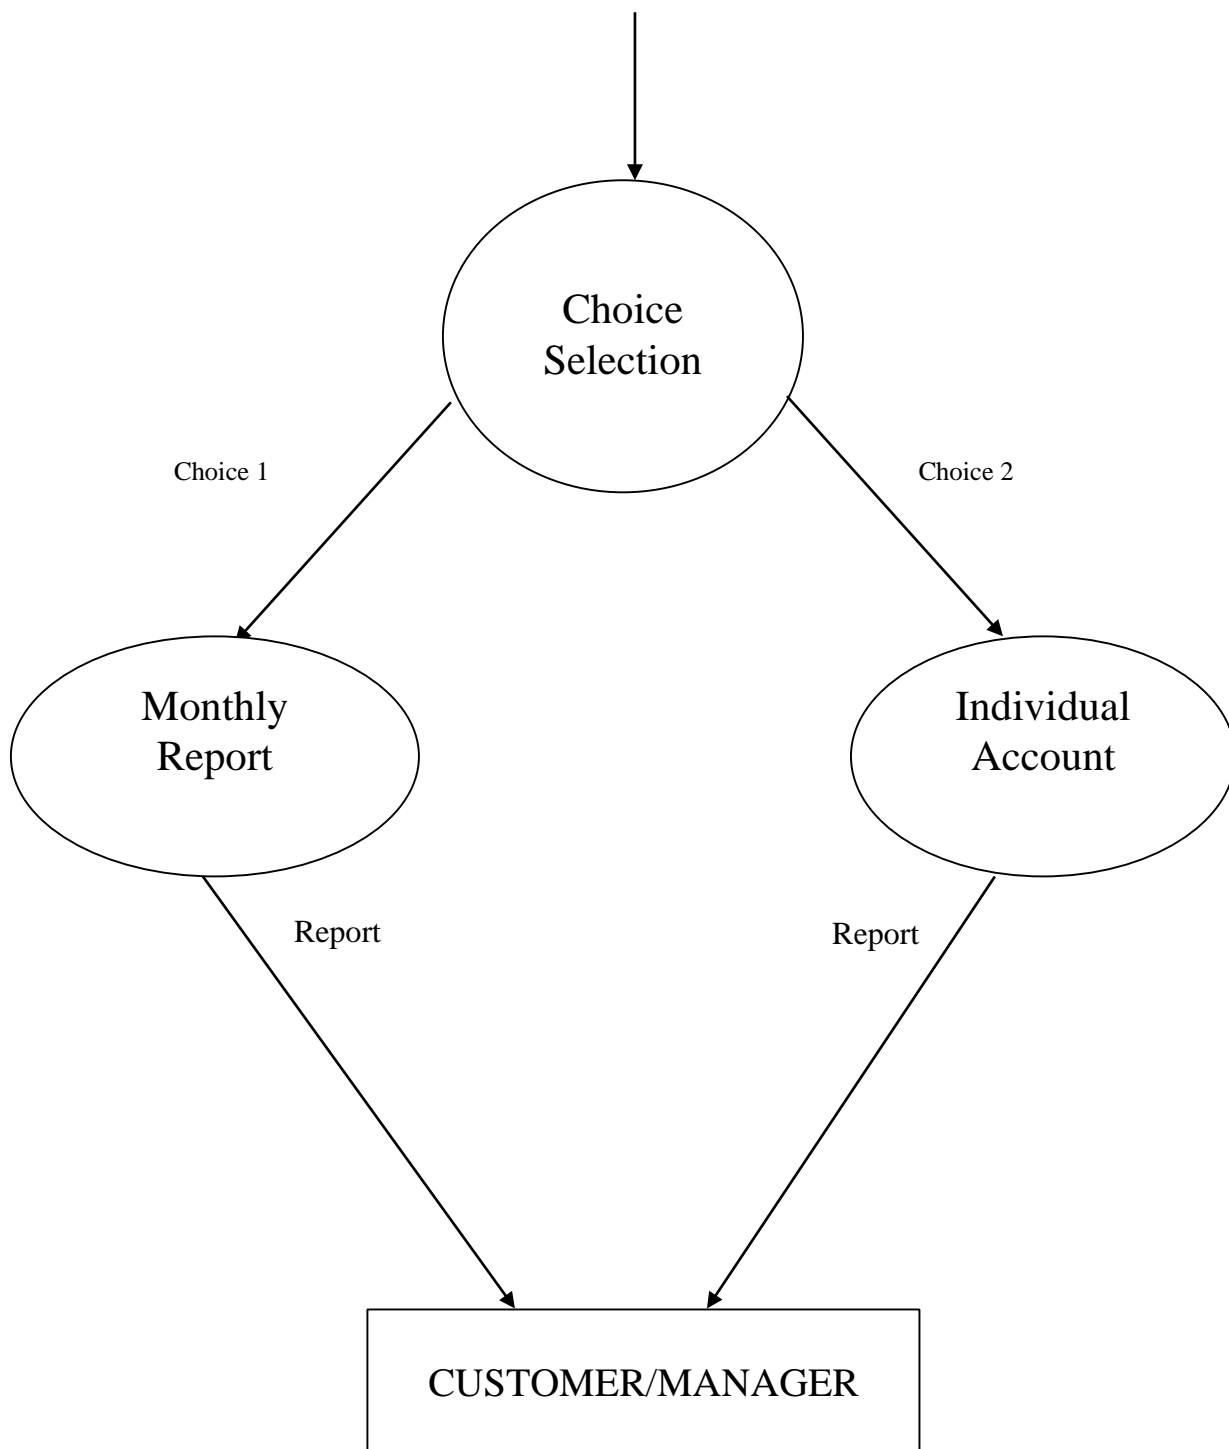 Choice
Selection
Choice 1
Choice 2
Monthly
Report
Individual
Account
Report
Report
CUSTOMER/MANAGER